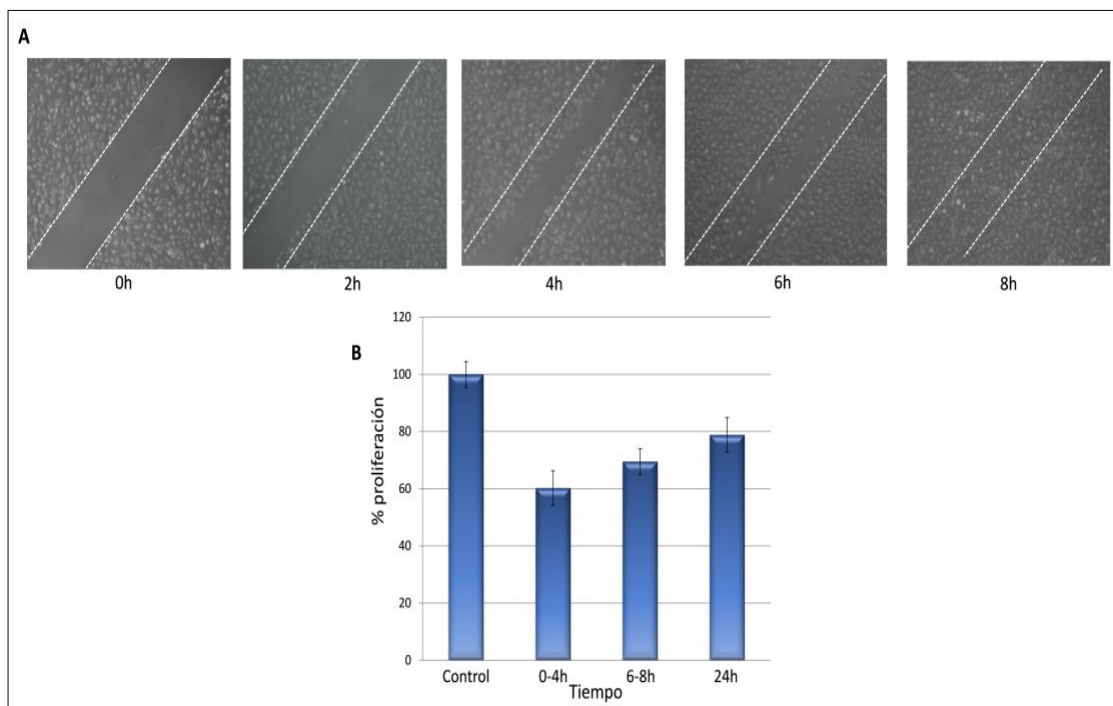 A
0h 2h 4h 6h 8h
B
% proliferación
120
100
80
60
40
20
0
Control 0-4h 6-8h 24h
Tiempo